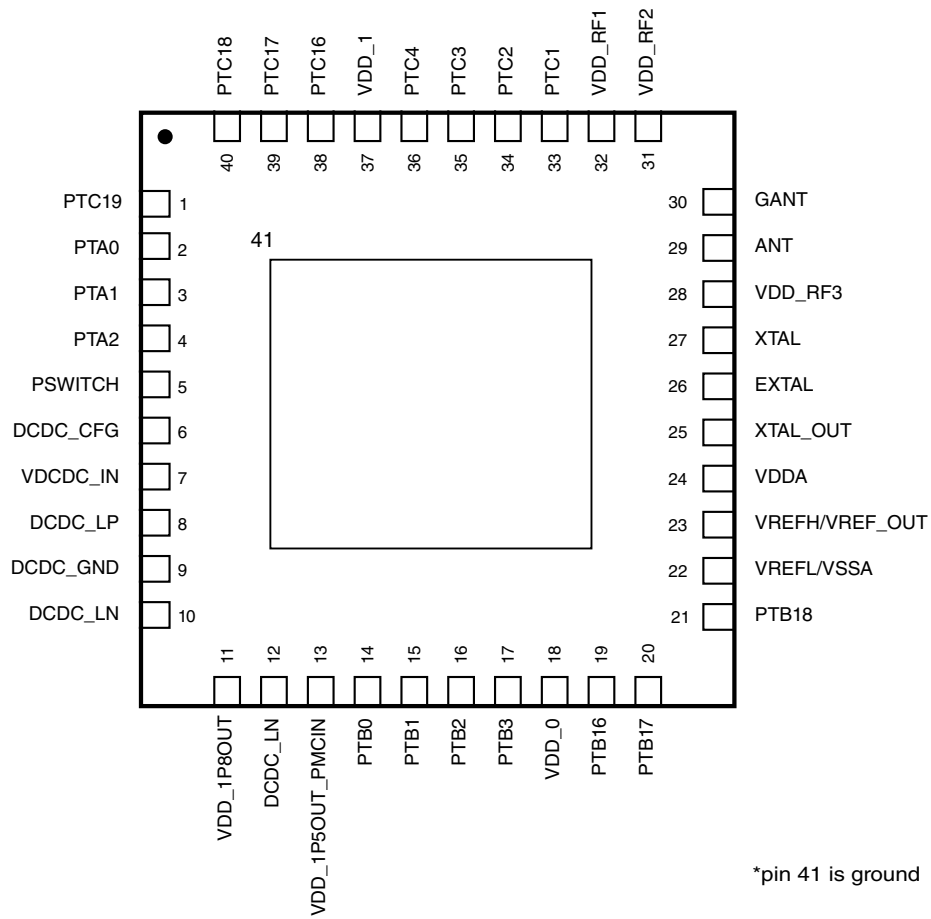 PTC18
PTC17
PTC16
VDD_1
PTC4
PTC3
PTC2
PTC1
VDD_RF1
VDD_RF2
40
39
38
37
36
35
34
33
32
31
PTC19 1
PTA0 2
PTA1 3
PTA2 4
PSWITCH 5
DCDC_CFG 6
VDCDC_IN 7
DCDC_LP 8
DCDC_GND 9
DCDC_LN 10
41
30 GANT
29 ANT
28 VDD_RF3
27 XTAL
26 EXTAL
25 XTAL_OUT
24 VDDA
23 VREFH/VREF_OUT
22 VREFL/VSSA
21 PTB18
11
12
13
14
15
16
17
18
19
20
VDD_1P8OUT
DCDC_LN
VDD_1P5OUT_PMCIN
PTB0
PTB1
PTB2
PTB3
VDD_0
PTB16
PTB17
*pin 41 is ground